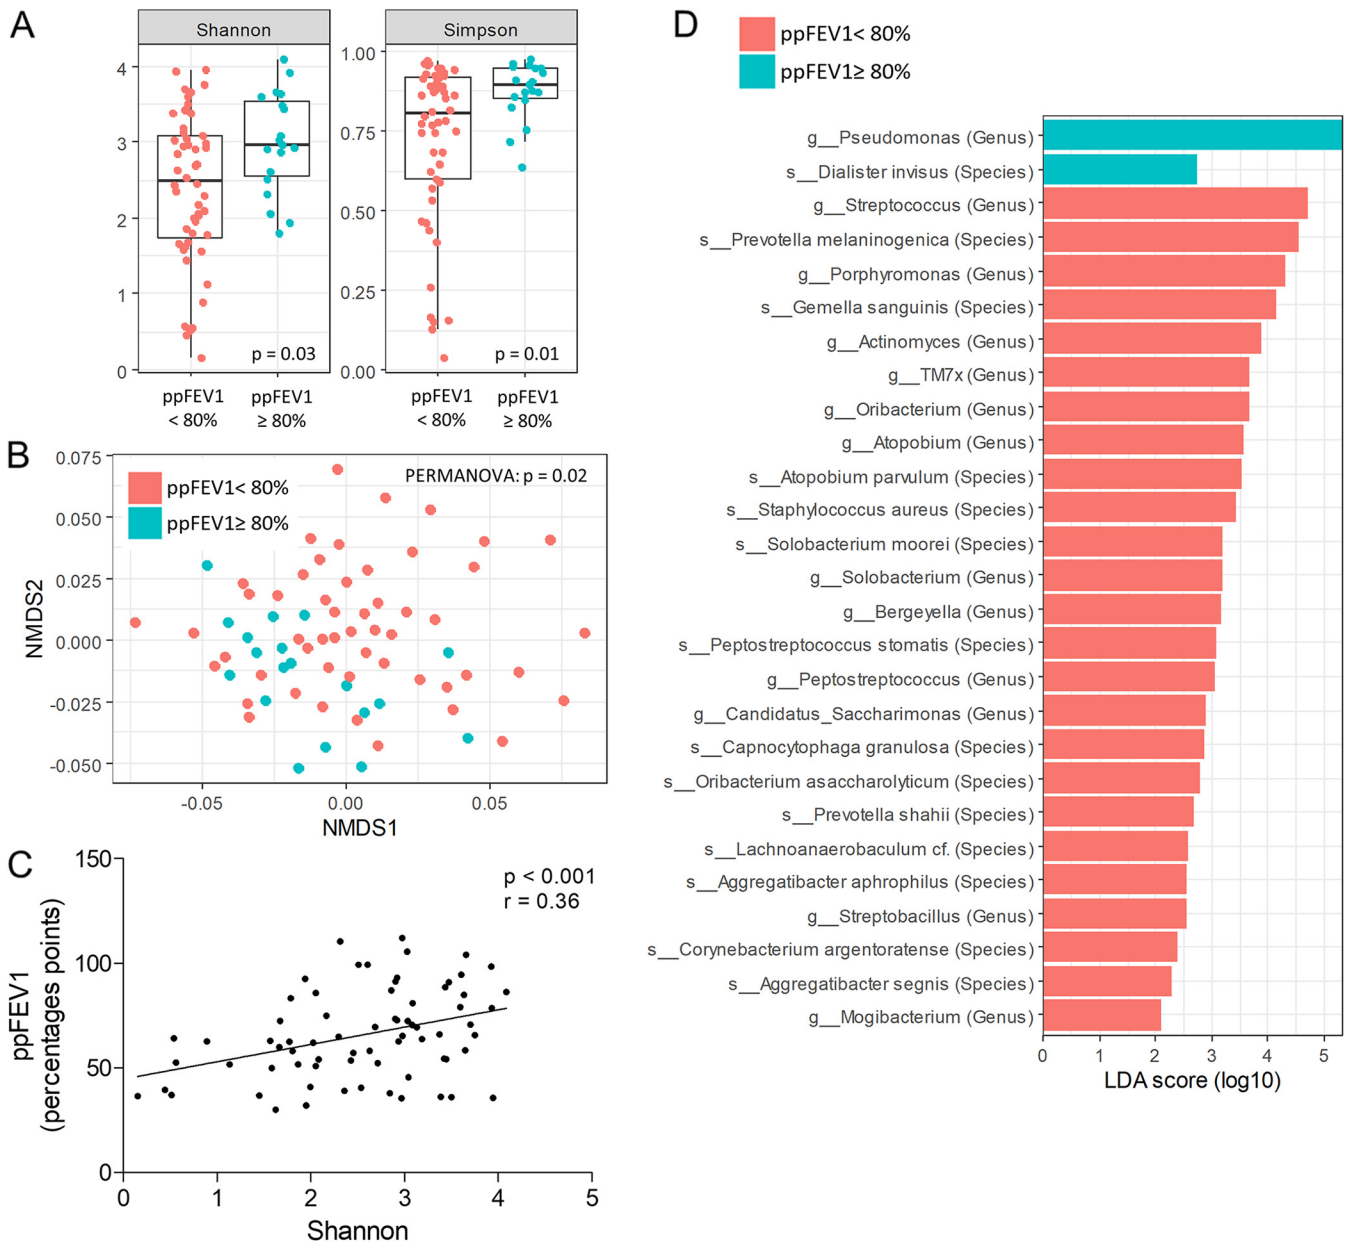 A
Shannon
4
3
2
1
0
p = 0.03
ppFEV1
< 80%
ppFEV1
≥ 80%
Simpson
1.00
0.75
0.50
0.25
0.00
p = 0.01
ppFEV1
< 80%
ppFEV1
≥ 80%
B
0.075
0.050
0.025
0.000
-0.025
-0.050
NMDS2
ppFEV1< 80%
ppFEV1≥ 80%
PERMANOVA: p = 0.02
-0.05
0.00
0.05
NMDS1
C
150
100
50
0
ppFEV1
(percentages points)
p < 0.001
r = 0.36
0
1
2
3
4
5
Shannon
D
ppFEV1< 80%
ppFEV1≥ 80%
g__Pseudomonas (Genus)
s__Dialister invisus (Species)
g__Streptococcus (Genus)
s__Prevotella melaninogenica (Species)
g__Porphyromonas (Genus)
s__Gemella sanguinis (Species)
g__Actinomyces (Genus)
g__TM7x (Genus)
g__Oribacterium (Genus)
g__Atopobium (Genus)
s__Atopobium parvulum (Species)
s__Staphylococcus aureus (Species)
s__Solobacterium moorei (Species)
g__Solobacterium (Genus)
g__Bergeyella (Genus)
s__Peptostreptococcus stomatis (Species)
g__Peptostreptococcus (Genus)
g__Candidatus_Saccharimonas (Genus)
s__Capnocytophaga granulosa (Species)
s__Oribacterium asaccharolyticum (Species)
s__Prevotella shahii (Species)
s__Lachnoanaerobaculum cf. (Species)
s__Aggregatibacter aphrophilus (Species)
g__Streptobacillus (Genus)
s__Corynebacterium argentoratense (Species)
s__Aggregatibacter segnis (Species)
g__Mogibacterium (Genus)
0
1
2
3
4
5
LDA score (log10)